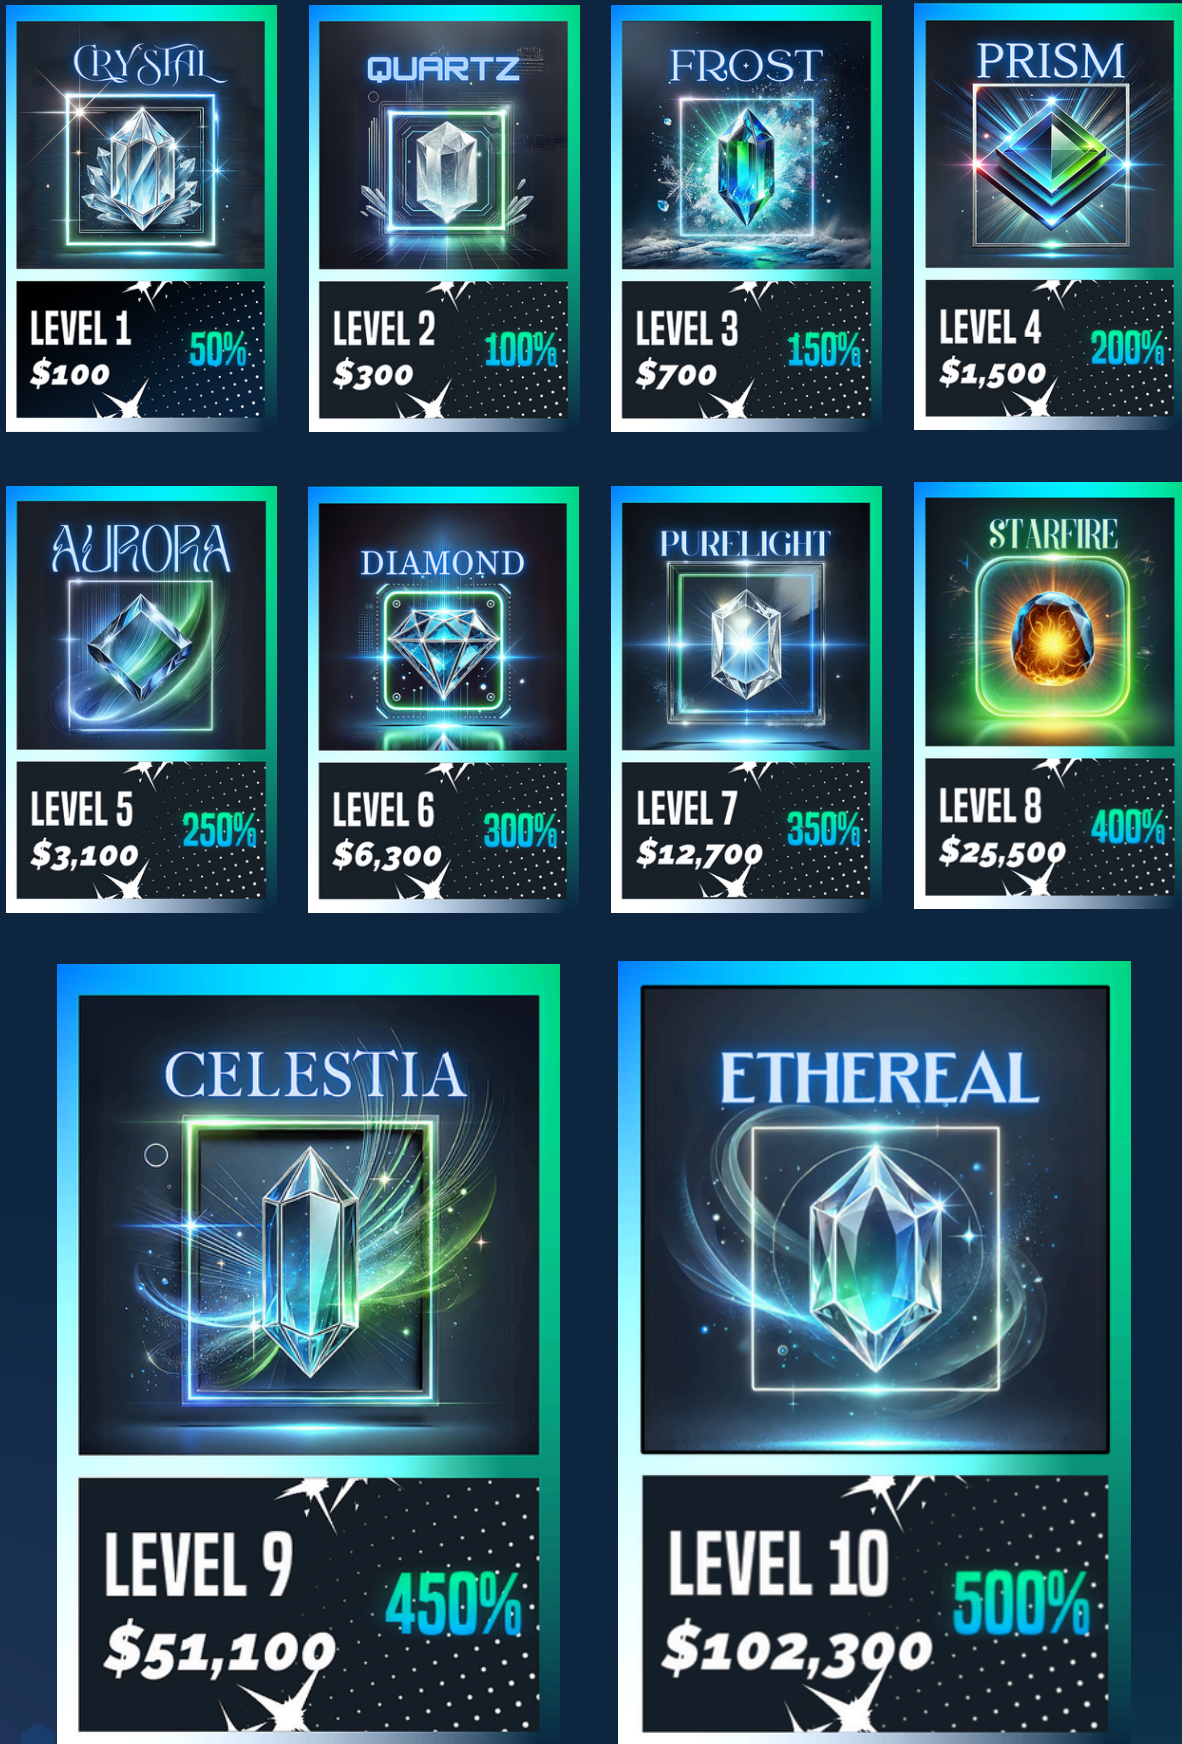 CRYSTAL
LEVEL 1
$100
50%
QUARTZ
LEVEL 2
$300
100%
FROST
LEVEL 3
$700
150%
PRISM
LEVEL 4
$1,500
200%
AURORA
LEVEL 5
$3,100
250%
DIAMOND
LEVEL 6
$6,300
300%
PURELIGHT
LEVEL 7
$12,700
350%
STARFIRE
LEVEL 8
$25,500
400%
CELESTIA
LEVEL 9
$51,100
450%
ETHEREAL
LEVEL 10
$102,300
500%